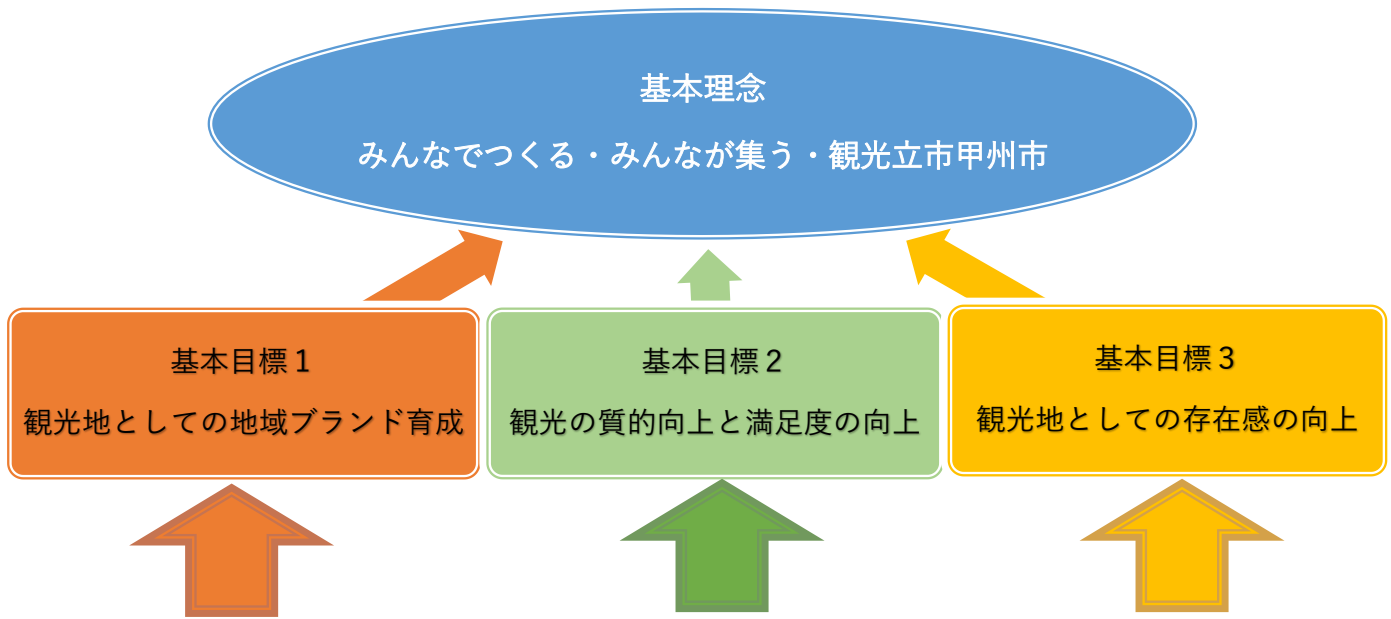 基本理念
みんなでつくる・みんなが集う・観光立市甲州市
基本目標１
観光地としての地域ブランド育成
基本目標２
観光の質的向上と満足度の向上
基本目標３
観光地としての存在感の向上